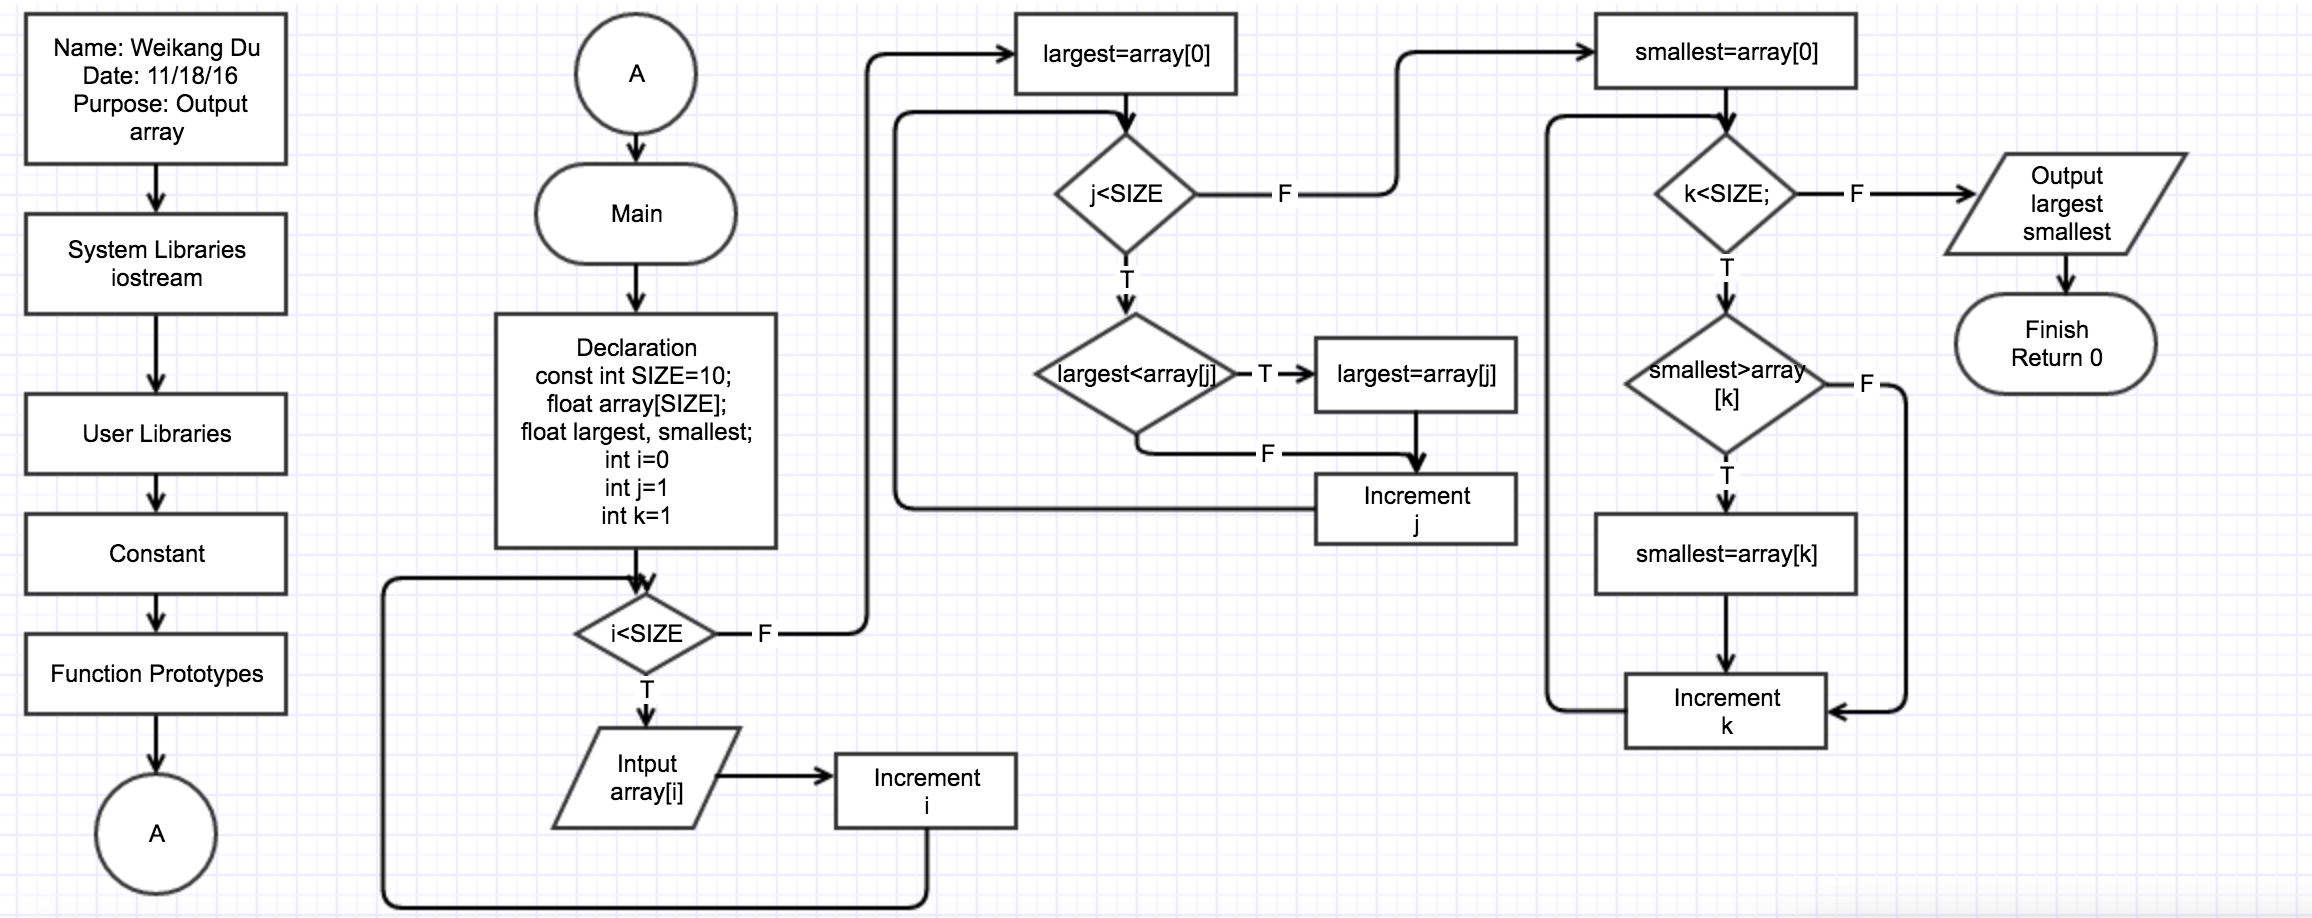 Name: Weikang Du
Date: 11/18/16
Purpose: Output
array
System Libraries
iostream
User Libraries
Constant
Function Prototypes
A
A
Main
Declaration
const int SIZE=10;
float array[SIZE];
float largest, smallest;
int i=0
int j=1
int k=1
i<SIZE
F
T
Intput
array[i]
Increment
i
largest=array[0]
j<SIZE
F
T
largest<array[j]
T
largest=array[j]
F
Increment
j
smallest=array[0]
k<SIZE;
F
T
smallest>array
[k]
F
T
smallest=array[k]
Increment
k
Output
largest
smallest
Finish
Return 0